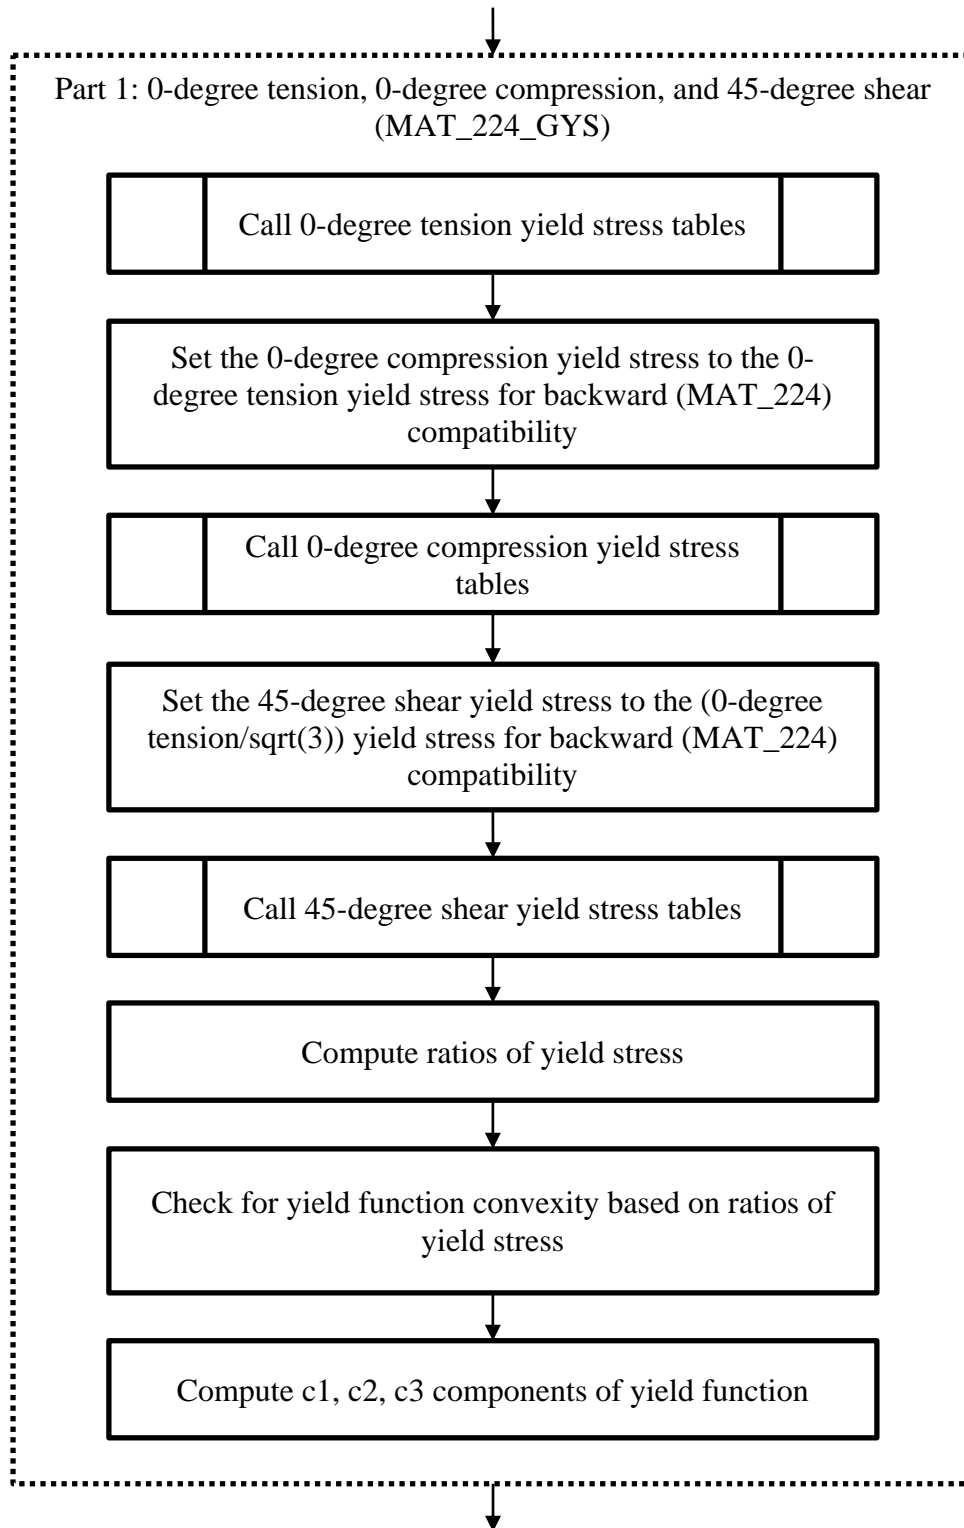 Part 1: 0-degree tension, 0-degree compression, and 45-degree shear
(MAT_224_GYS)
Call 0-degree tension yield stress tables
Set the 0-degree compression yield stress to the 0-
degree tension yield stress for backward (MAT_224)
compatibility
Call 0-degree compression yield stress
tables
Set the 45-degree shear yield stress to the (0-degree
tension/sqrt(3)) yield stress for backward (MAT_224)
compatibility
Call 45-degree shear yield stress tables
Compute ratios of yield stress
Check for yield function convexity based on ratios of
yield stress
Compute c1, c2, c3 components of yield function